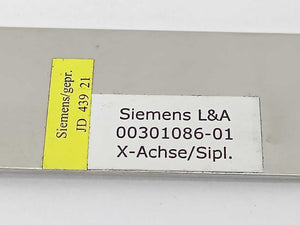 Siemens/gepr.
JD 439 21
Siemens L&A
00301086-01
X-Achse/Sipl.